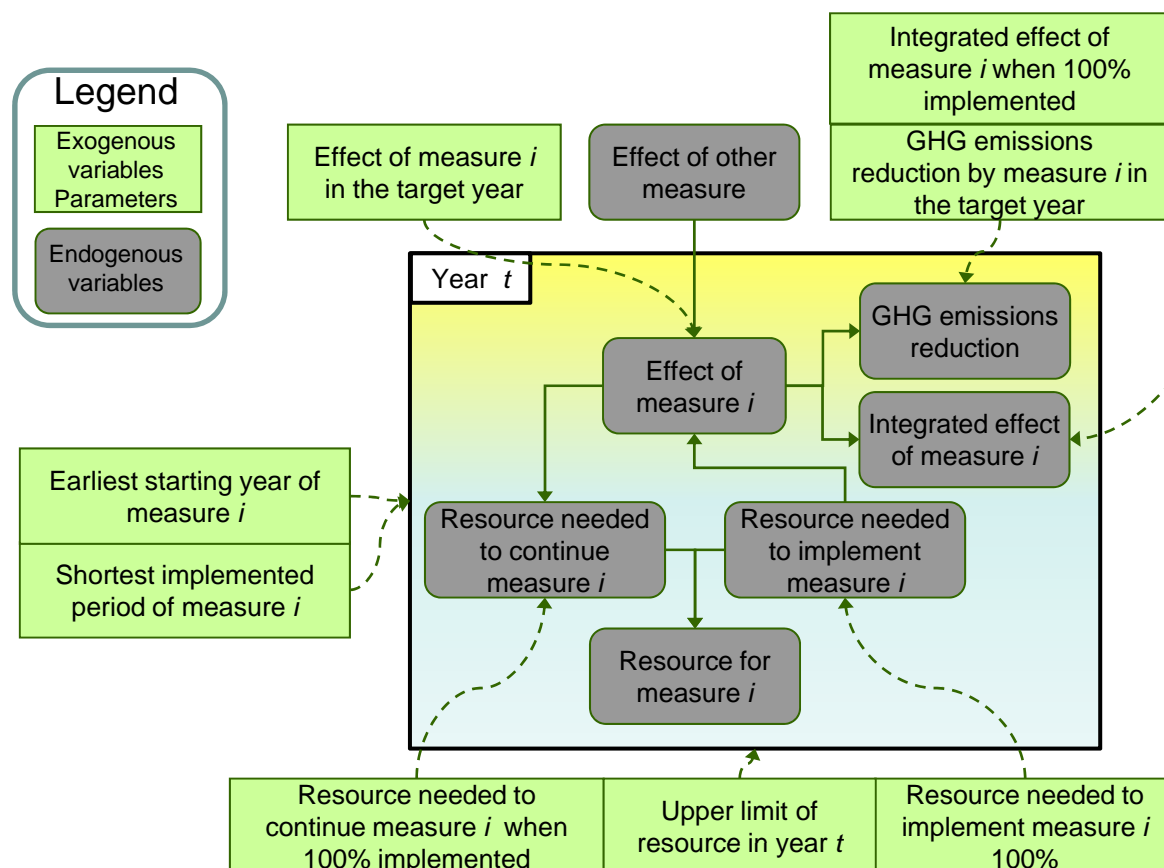 Legend
Exogenous
variables
Parameters
Endogenous
variables
Effect of measure i
in the target year
Effect of other
measure
Integrated effect of
measure i when 100%
implemented
GHG emissions
reduction by measure i in
the target year
Year t
GHG emissions
reduction
Effect of
measure i
Integrated effect
of measure i
Earliest starting year of
measure i
Shortest implemented
period of measure i
Resource needed
to continue
measure i
Resource needed
to implement
measure i
Resource for
measure i
Resource needed to
continue measure i when
100% implemented
Upper limit of
resource in year t
Resource needed to
implement measure i
100%